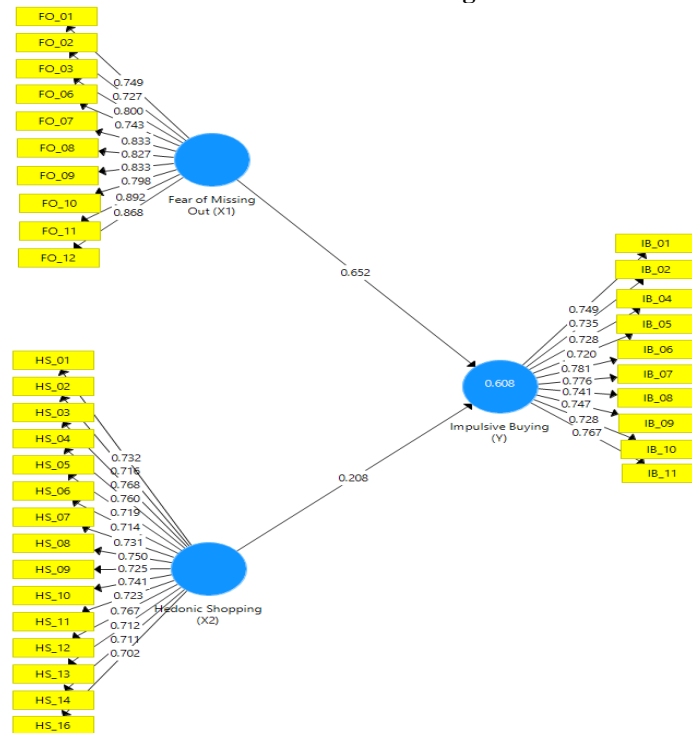 FO_01
FO_02
FO_03
FO_06
FO_07
FO_08
FO_09
FO_10
FO_11
FO_12
0.749
0.727
0.800
0.743
0.833
0.827
0.833
0.798
0.892
0.868
Fear of Missing
Out (X1)
0.652
HS_01
HS_02
HS_03
HS_04
HS_05
HS_06
HS_07
HS_08
HS_09
HS_10
HS_11
HS_12
HS_13
HS_14
HS_16
0.732
0.716
0.768
0.760
0.719
0.714
0.731
0.750
0.725
0.741
0.723
0.767
0.712
0.711
0.702
Hedonic Shopping
(X2)
0.208
0.608
Impulsive Buying
(Y)
0.749
0.735
0.728
0.720
0.781
0.776
0.741
0.747
0.728
0.767
IB_01
IB_02
IB_04
IB_05
IB_06
IB_07
IB_08
IB_09
IB_10
IB_11